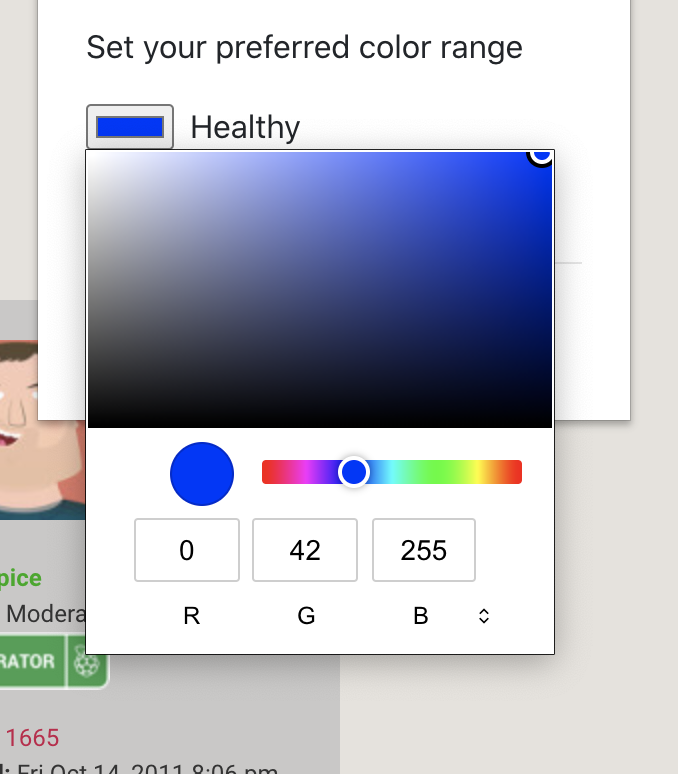 Set your preferred color range
Healthy
0 42 255
R G B
pice
Modera
RATOR
1665
: Fri Oct 14, 2011 8:06 pm